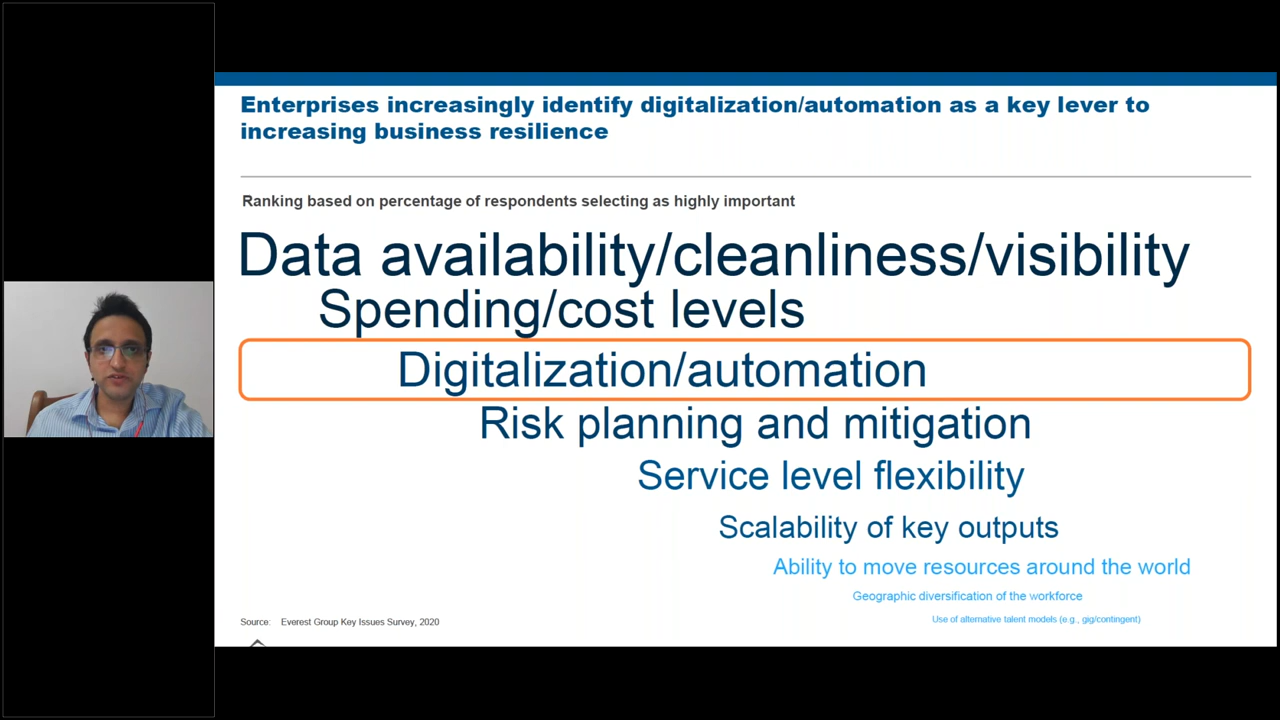 Enterprises increasingly identify digitalization/automation as a key lever to
increasing business resilience
Ranking based on percentage of respondents selecting as highly important
Data availability/cleanliness/visibility
Spending/cost levels
Digitalization/automation
Risk planning and mitigation
Service level flexibility
Scalability of key outputs
Ability to move resources around the world
Geographic diversification of the workforce
Use of alternative talent models (e.g., gig/contingent)
Source: Everest Group Key Issues Survey, 2020